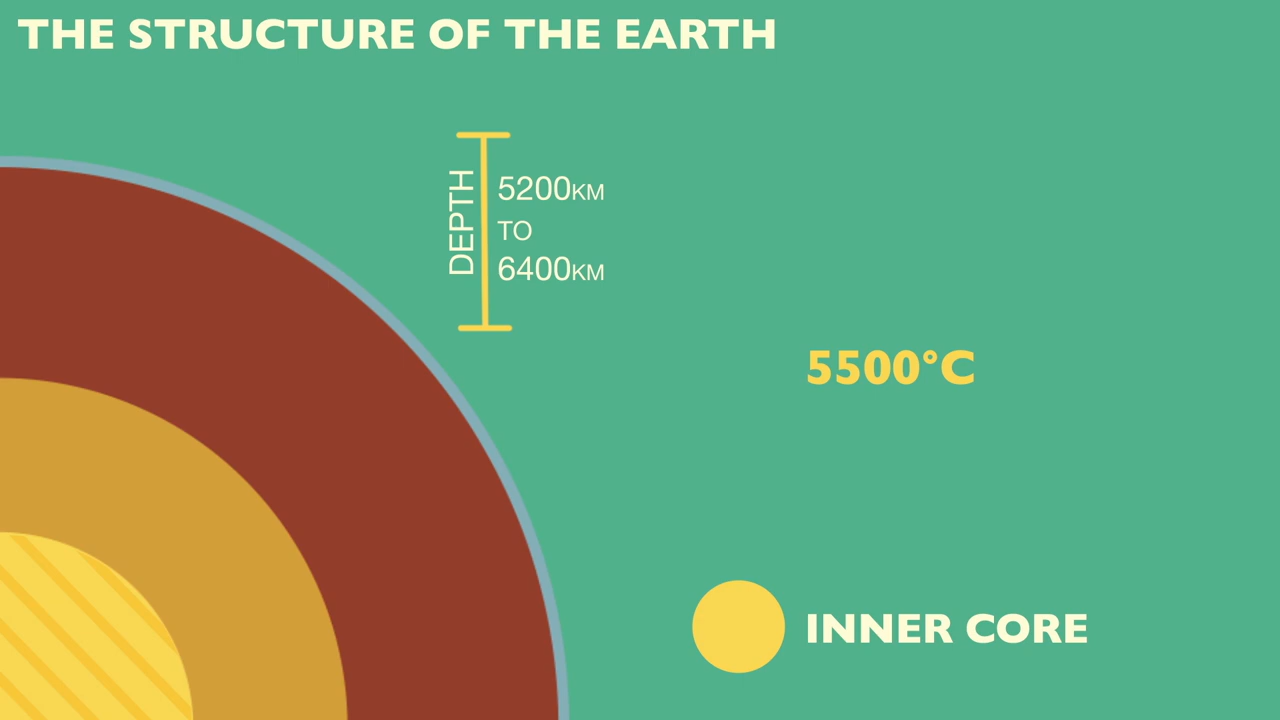 THE STRUCTURE OF THE EARTH
DEPTH
5200KM
TO
6400KM
5500°C
INNER CORE